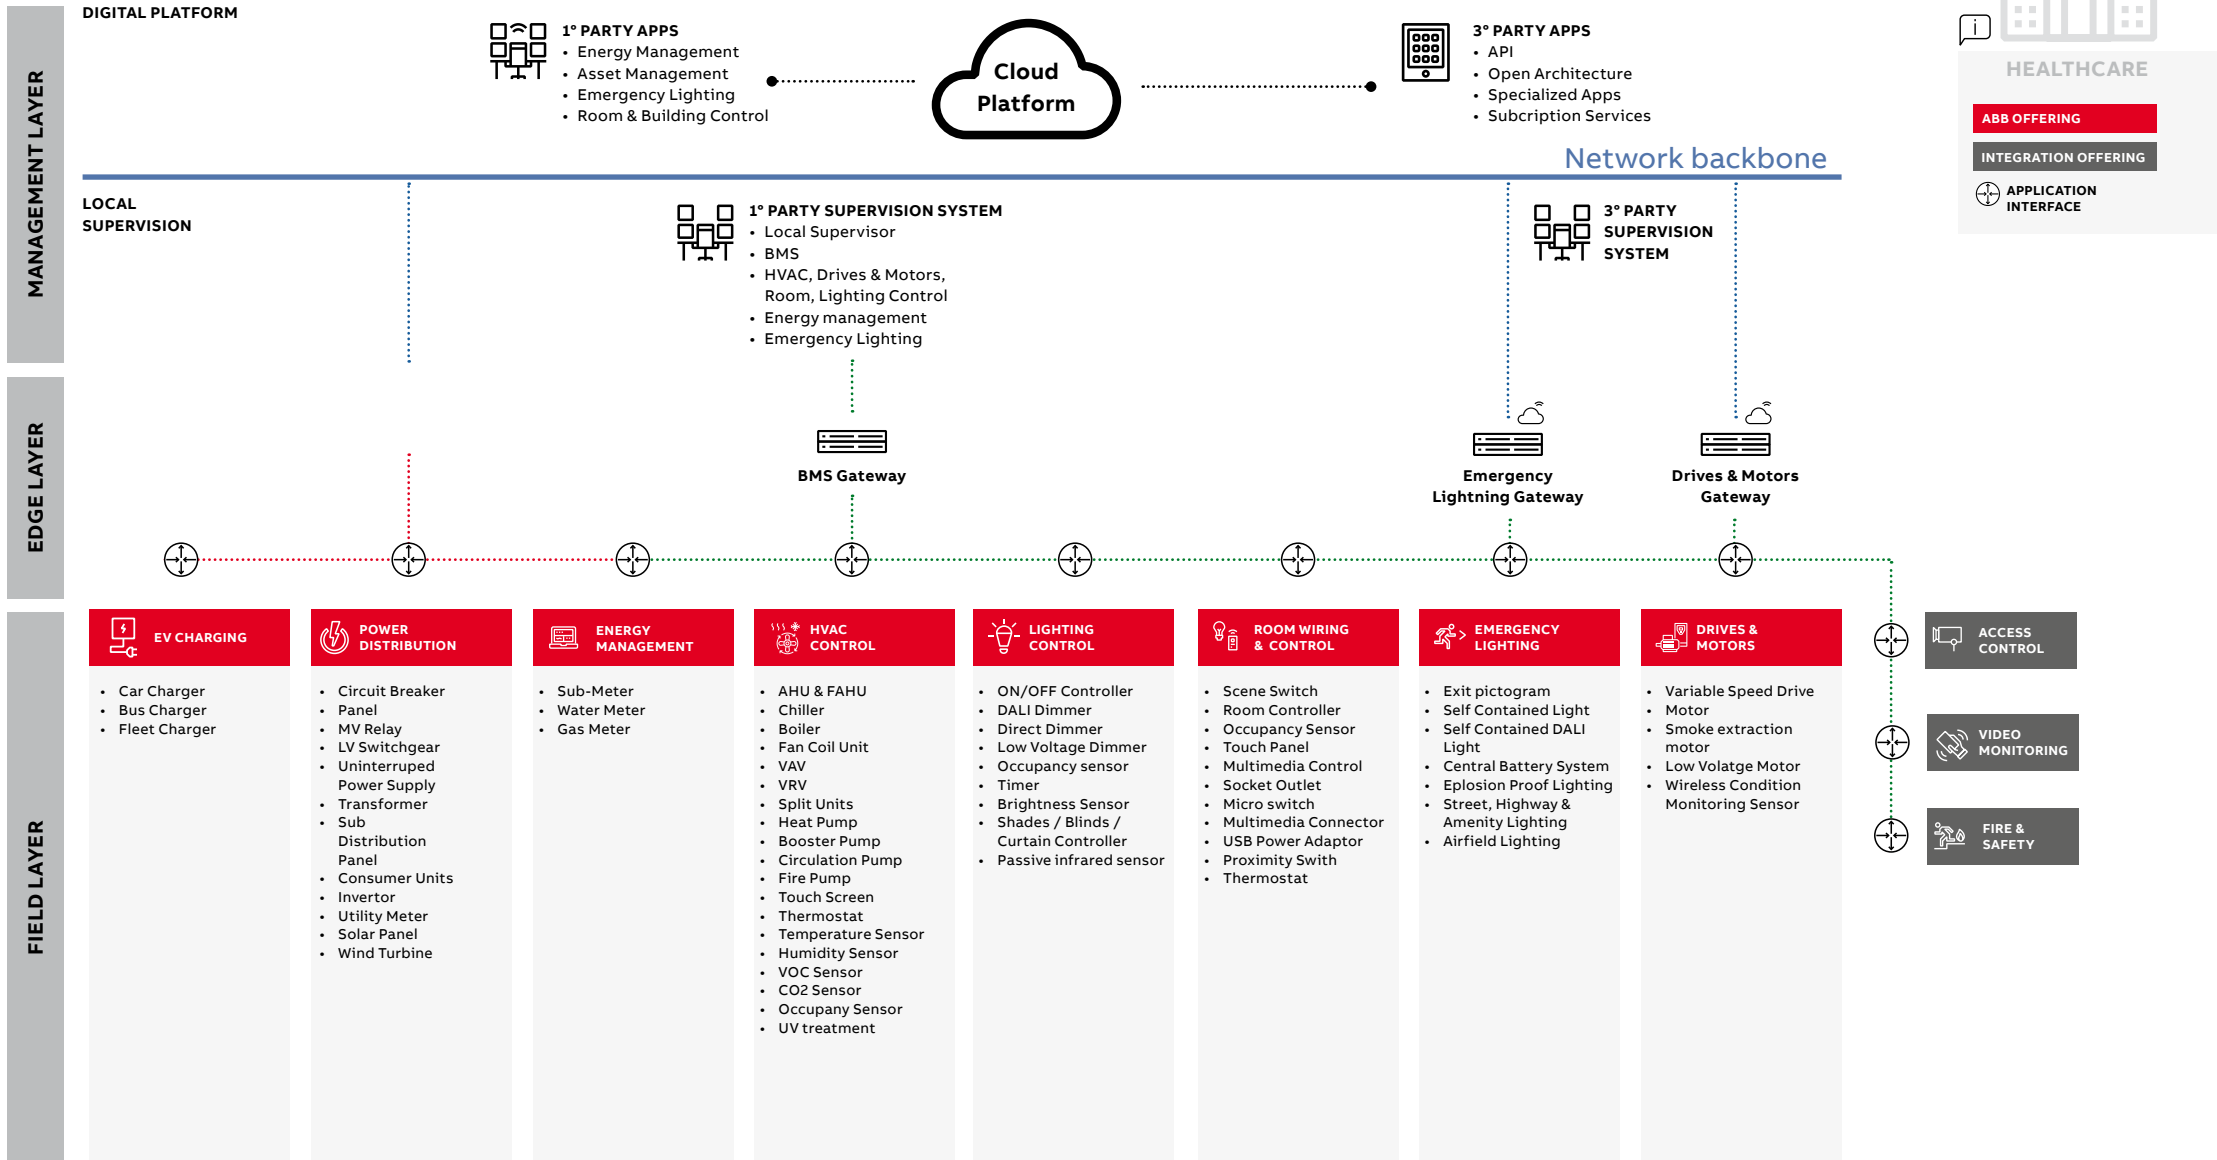 MANAGEMENT LAYER
DIGITAL PLATFORM
1° PARTY APPS
• Energy Management
• Asset Management
• Emergency Lighting
• Room & Building Control
Cloud
Platform
3° PARTY APPS
• API
• Open Architecture
• Specialized Apps
• Subcription Services
i
HEALTHCARE
ABB OFFERING
INTEGRATION OFFERING
APPLICATION
INTERFACE
Network backbone
LOCAL
SUPERVISION
1° PARTY SUPERVISION SYSTEM
• Local Supervisor
• BMS
• HVAC, Drives & Motors,
Room, Lighting Control
• Energy management
• Emergency Lighting
3° PARTY
SUPERVISION
SYSTEM
EDGE LAYER
BMS Gateway
Emergency
Lightning Gateway
Drives & Motors
Gateway
FIELD LAYER
EV CHARGING
• Car Charger
• Bus Charger
• Fleet Charger
POWER
DISTRIBUTION
• Circuit Breaker
• Panel
• MV Relay
• LV Switchgear
• Uninterruped
Power Supply
• Transformer
• Sub
Distribution
Panel
• Consumer Units
• Invertor
• Utility Meter
• Solar Panel
• Wind Turbine
ENERGY
MANAGEMENT
• Sub-Meter
• Water Meter
• Gas Meter
HVAC
CONTROL
• AHU & FAHU
• Chiller
• Boiler
• Fan Coil Unit
• VAV
• VRV
• Split Units
• Heat Pump
• Booster Pump
• Circulation Pump
• Fire Pump
• Touch Screen
• Thermostat
• Temperature Sensor
• Humidity Sensor
• VOC Sensor
• CO2 Sensor
• Occupany Sensor
• UV treatment
LIGHTING
CONTROL
• ON/OFF Controller
• DALI Dimmer
• Direct Dimmer
• Low Voltage Dimmer
• Occupancy sensor
• Timer
• Brightness Sensor
• Shades / Blinds /
Curtain Controller
• Passive infrared sensor
ROOM WIRING
& CONTROL
• Scene Switch
• Room Controller
• Occupancy Sensor
• Touch Panel
• Multimedia Control
• Socket Outlet
• Micro switch
• Multimedia Connector
• USB Power Adaptor
• Proximity Swith
• Thermostat
EMERGENCY
LIGHTING
• Exit pictogram
• Self Contained Light
• Self Contained DALI
Light
• Central Battery System
• Eplosion Proof Lighting
• Street, Highway &
Amenity Lighting
• Airfield Lighting
DRIVES &
MOTORS
• Variable Speed Drive
• Motor
• Smoke extraction
motor
• Low Volatge Motor
• Wireless Condition
Monitoring Sensor
ACCESS
CONTROL
VIDEO
MONITORING
FIRE &
SAFETY